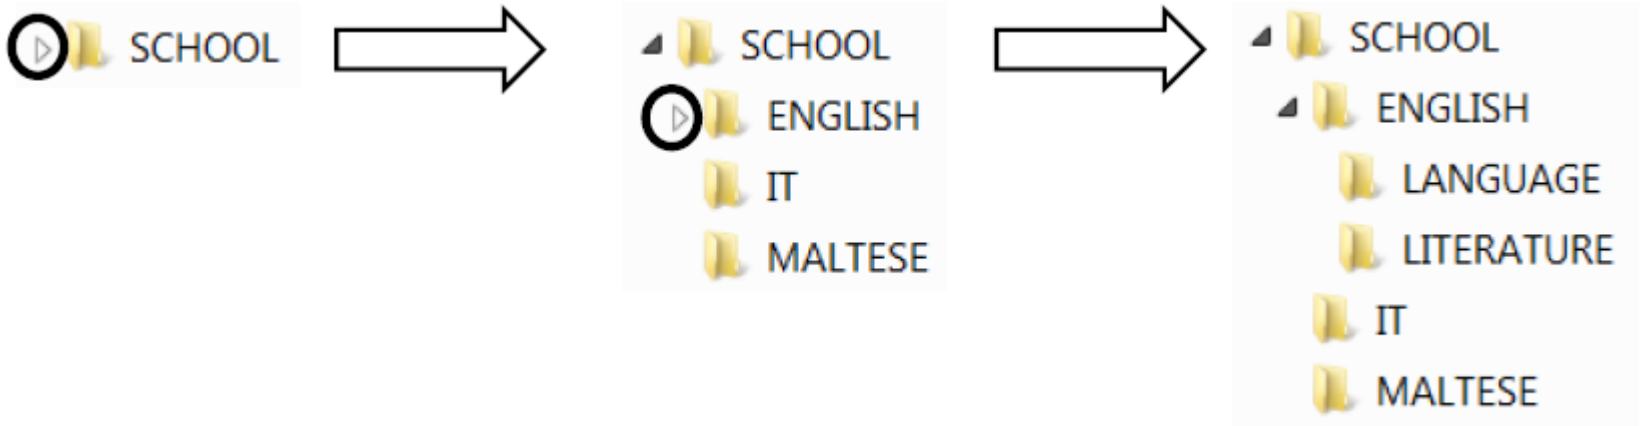 SCHOOL
SCHOOL
ENGLISH
IT
MALTESE
SCHOOL
ENGLISH
LANGUAGE
LITERATURE
IT
MALTESE